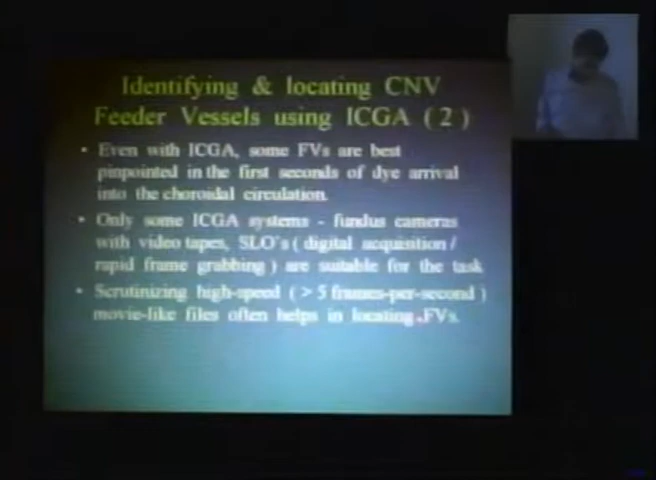 Identifying & locating CNV
Feeder Vessels using ICGA ( 2 )
• Even with ICGA, some FVs are best
pinpointed in the first seconds of dye arrival
into the choroidal circulation.
• Only some ICGA systems - fundus cameras
with video tapes, SLO's ( digital acquisition /
rapid frame grabbing ) are suitable for the task
• Scrutinizing high-speed ( > 5 frames-per-second )
movie-like files often helps in locating FVs.